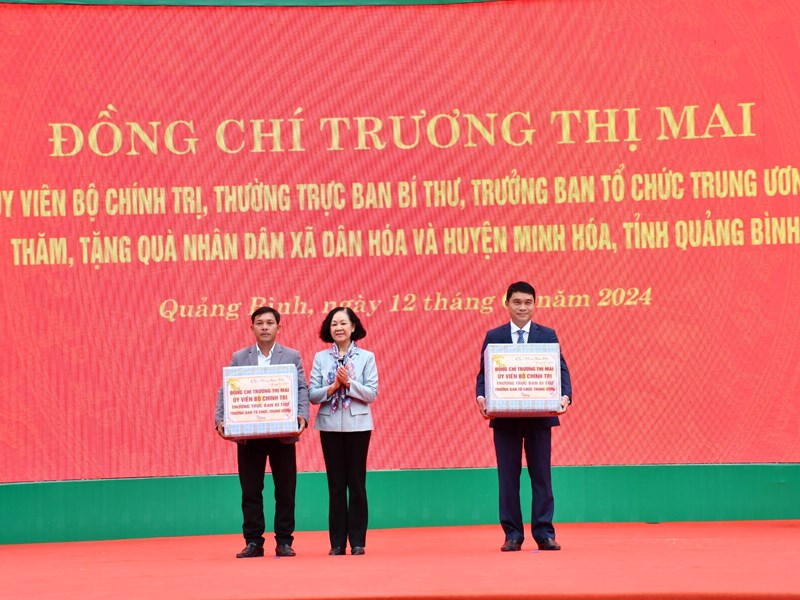 ĐỒNG CHÍ TRƯƠNG THỊ MAI
ỦY VIÊN BỘ CHÍNH TRỊ, THƯỜNG TRỰC BAN BÍ THƯ, TRƯỞNG BAN TỔ CHỨC TRUNG ƯƠN
THĂM, TẶNG QUÀ NHÂN DÂN XÃ DÂN HÓA VÀ HUYỆN MINH HÓA, TỈNH QUẢNG BÌNH
Quảng Bình, ngày 12 tháng năm 2024
ĐỒNG CHÍ TRƯƠNG THỊ MAI
ỦY VIÊN BỘ CHÍNH TRỊ
THƯỜNG TRỰC BAN BÍ THƯ
TRƯỞNG BAN TỔ CHỨC TRUNG ƯƠNG
ĐỒNG CHÍ TRƯƠNG THỊ MAI
ỦY VIÊN BỘ CHÍNH TRỊ
THƯỜNG TRỰC BAN BÍ THƯ
TRƯỞNG BAN TỔ CHỨC TRUNG ƯƠNG